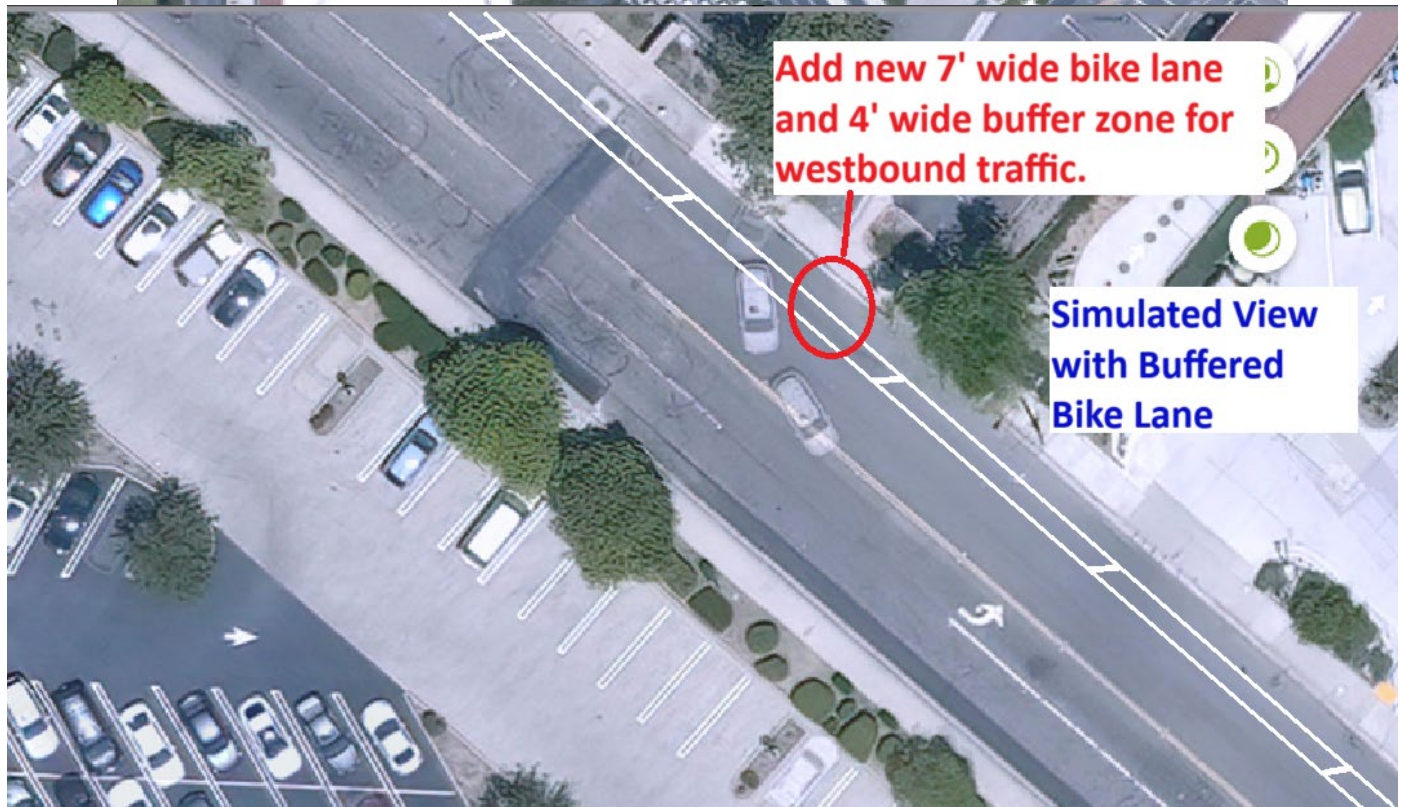 Add new 7' wide bike lane
and 4' wide buffer zone for
westbound traffic.
Simulated View
with Buffered
Bike Lane